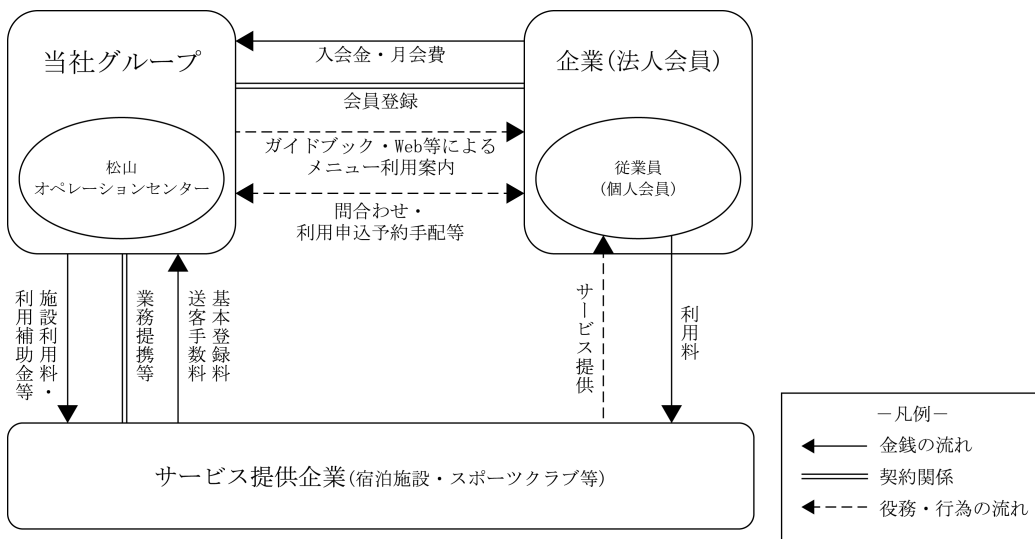 当社グループ
企業(法人会員)
入会金・月会費
会員登録
ガイドブック・Web等による
メニュー利用案内
松山
オペレーションセンター
従業員
(個人会員)
問合わせ・
利用申込予約手配等
施設利用料・
利用補助金等
業務提携等
基本登録料
送客手数料
サービス提供
利用料
サービス提供企業(宿泊施設・スポーツクラブ等)
－凡例－
金銭の流れ
契約関係
役務・行為の流れ